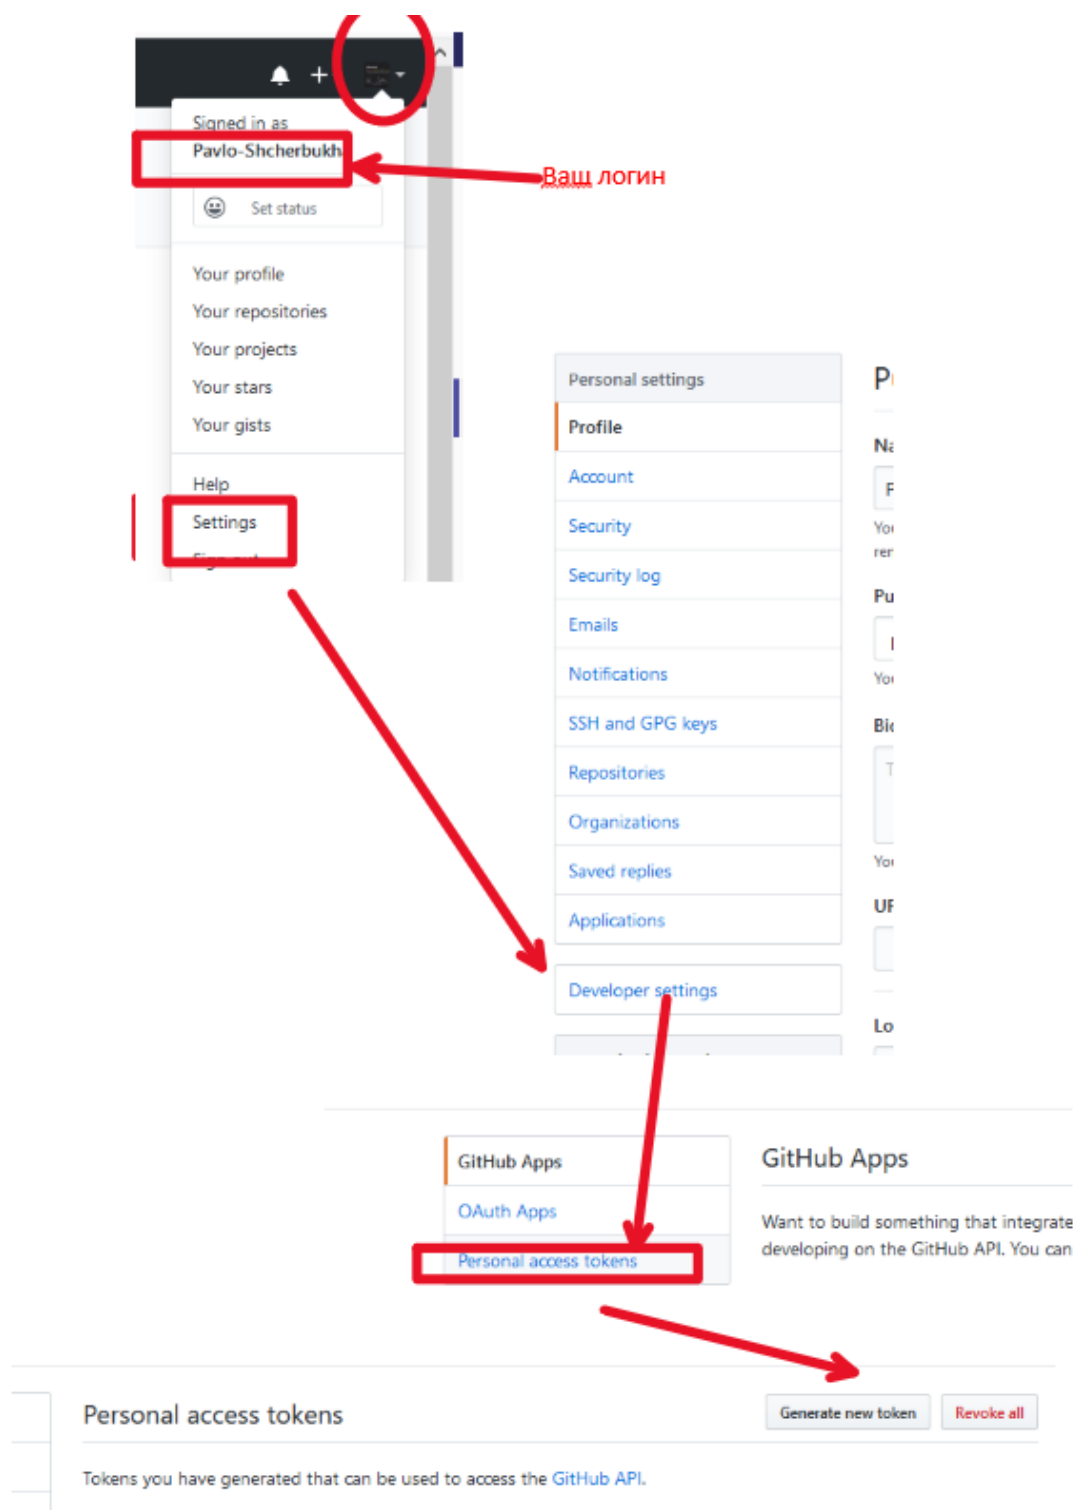 Signed in as
Pavlo-Shcherbukh
Ваш логин
Set status
Your profile
Your repositories
Your projects
Your stars
Your gists
Help
Settings
Personal settings
Profile
Account
Security
Security log
Emails
Notifications
SSH and GPG keys
Repositories
Organizations
Saved replies
Applications
Developer settings
GitHub Apps
OAuth Apps
Personal access tokens
GitHub Apps
Want to build something that integrate
developing on the GitHub API. You can
Personal access tokens
Generate new token
Revoke all
Tokens you have generated that can be used to access the GitHub API.